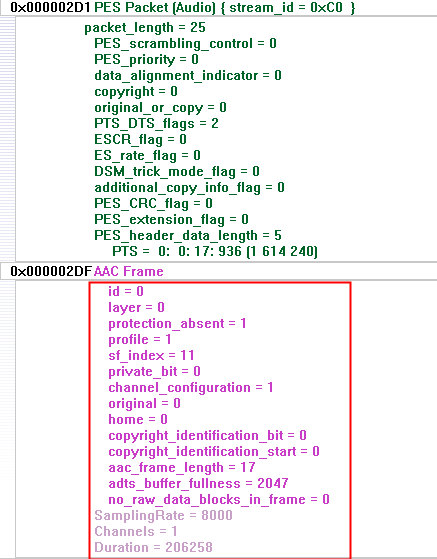 0x000002D1 PES Packet (Audio) { stream_id = 0xC0 }
packet_length = 25
PES_scrambling_control = 0
PES_priority = 0
data_alignment_indicator = 0
copyright = 0
original_or_copy = 0
PTS_DTS_flags = 2
ESCR_flag = 0
ES_rate_flag = 0
DSM_trick_mode_flag = 0
additional_copy_info_flag = 0
PES_CRC_flag = 0
PES_extension_flag = 0
PES_header_data_length = 5
PTS = 0: 0: 17: 936 (1 614 240)
0x000002DF AAC Frame
id = 0
layer = 0
protection_absent = 1
profile = 1
sf_index = 11
private_bit = 0
channel_configuration = 1
original = 0
home = 0
copyright_identification_bit = 0
copyright_identification_start = 0
aac_frame_length = 17
adts_buffer_fullness = 2047
no_raw_data_blocks_in_frame = 0
SamplingRate = 8000
Channels = 1
Duration = 206258